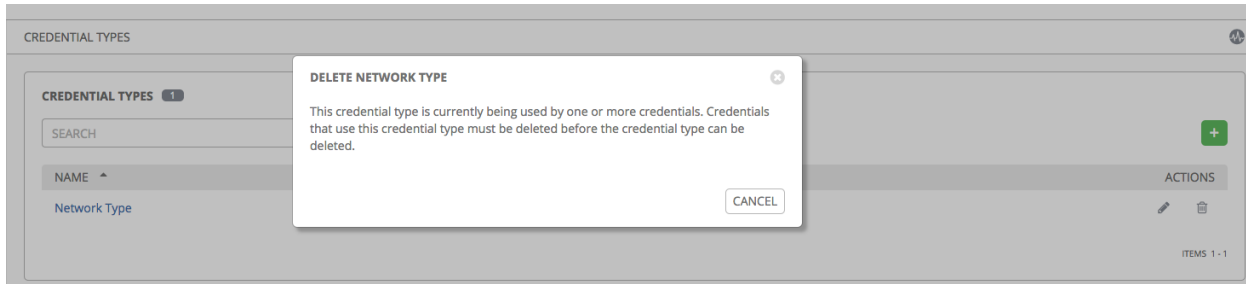 CREDENTIAL TYPES
DELETE NETWORK TYPE
CREDENTIAL TYPES 1
This credential type is currently being used by one or more credentials. Credentials
that use this credential type must be deleted before the credential type can be
deleted.
SEARCH
+
NAME
ACTIONS
CANCEL
Network Type
ITEMS 1 - 1